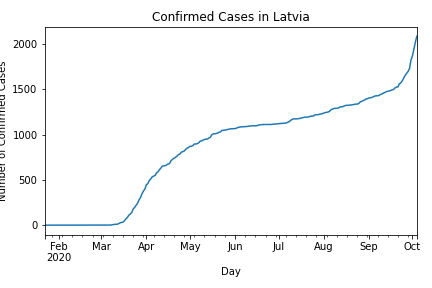 Confirmed Cases in Latvia
Number of Confirmed Cases
2000
1500
1000
500
0
Feb Mar Apr May Jun Jul Aug Sep Oct
2020
Day